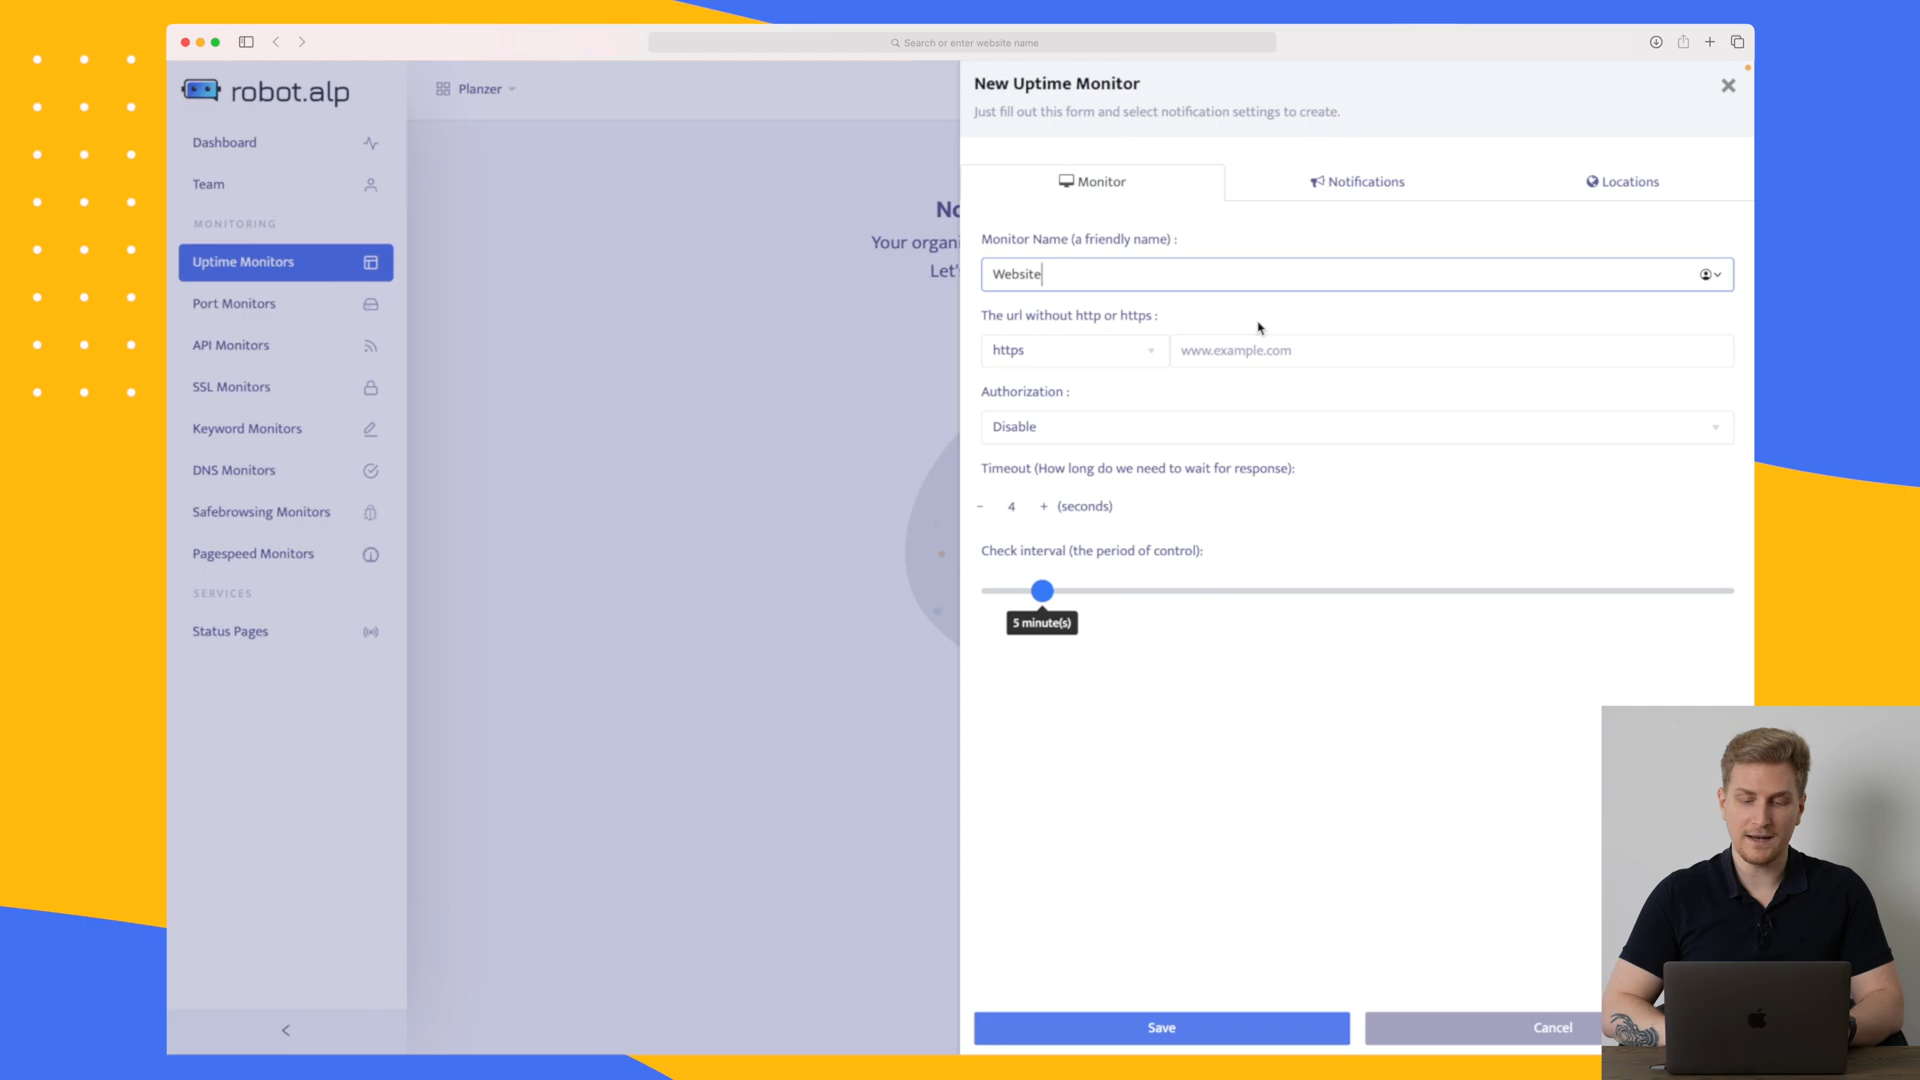 Search or enter website name
robot.alp
Planzer
Dashboard
Team
MONITORING
Uptime Monitors
Port Monitors
API Monitors
SSL Monitors
Keyword Monitors
DNS Monitors
Safebrowsing Monitors
Pagespeed Monitors
SERVICES
Status Pages
No
Your organi
Let'
New Uptime Monitor
Just fill out this form and select notification settings to create.
Monitor
Notifications
Locations
Monitor Name (a friendly name) :
Website
The url without http or https :
https
www.example.com
Authorization :
Disable
Timeout (How long do we need to wait for response):
- 4 + (seconds)
Check interval (the period of control):
5 minute(s)
Save
Cancel